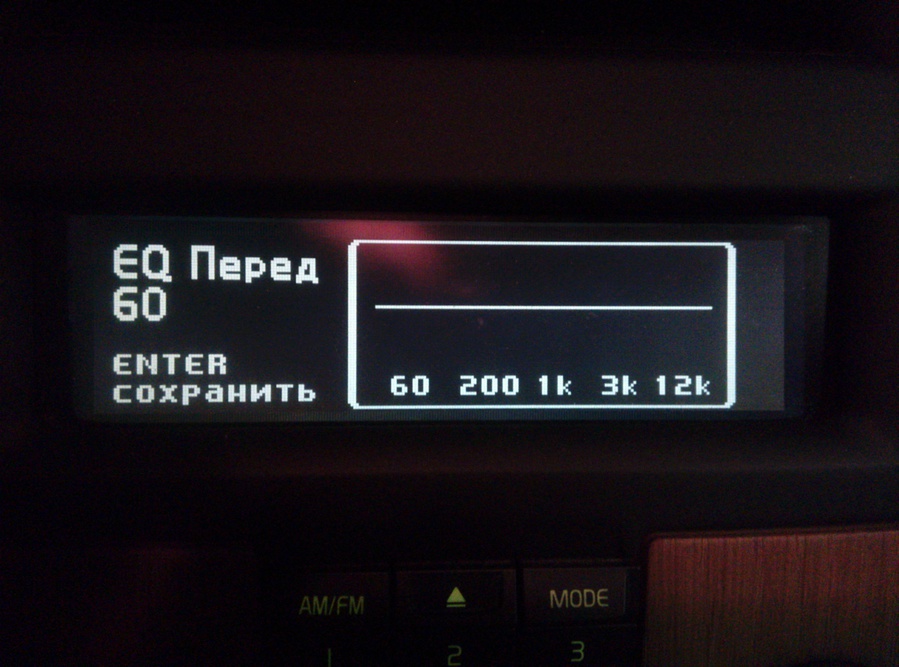 EQ Перед
60
ENTER
сохранить
60 200 1k 3k 12k
AM/FM MODE
1 2 3